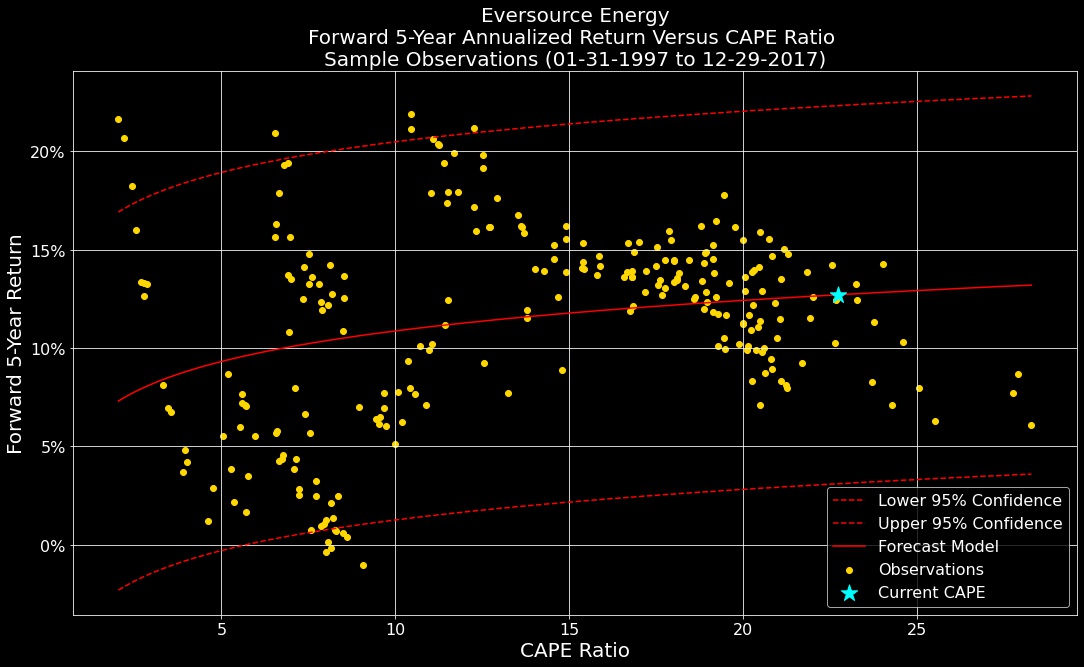 Eversource Energy
Forward 5-Year Annualized Return Versus CAPE Ratio
Sample Observations (01-31-1997 to 12-29-2017)
Forward 5-Year Return
20%
15%
10%
5%
0%
5
10
15
20
25
CAPE Ratio
Lower 95% Confidence
Upper 95% Confidence
Forecast Model
Observations
Current CAPE